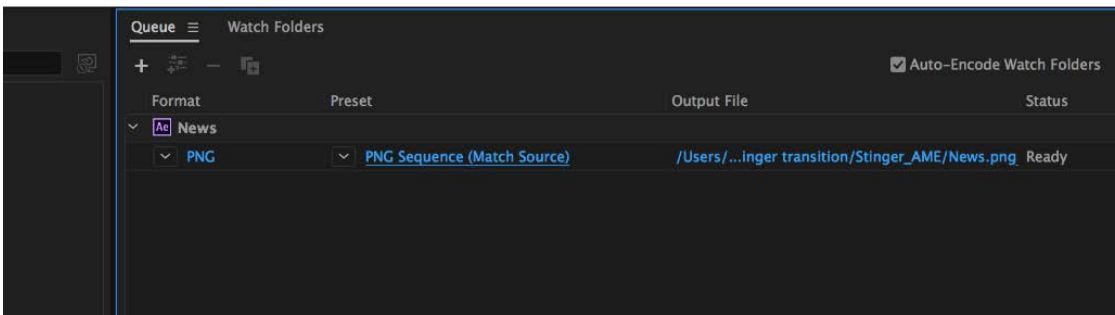 Queue Watch Folders
Auto-Encode Watch Folders
Format Preset Output File Status
Ae News
PNG PNG Sequence (Match Source) /Users/...inger transition/Stinger_AME/News.png Ready